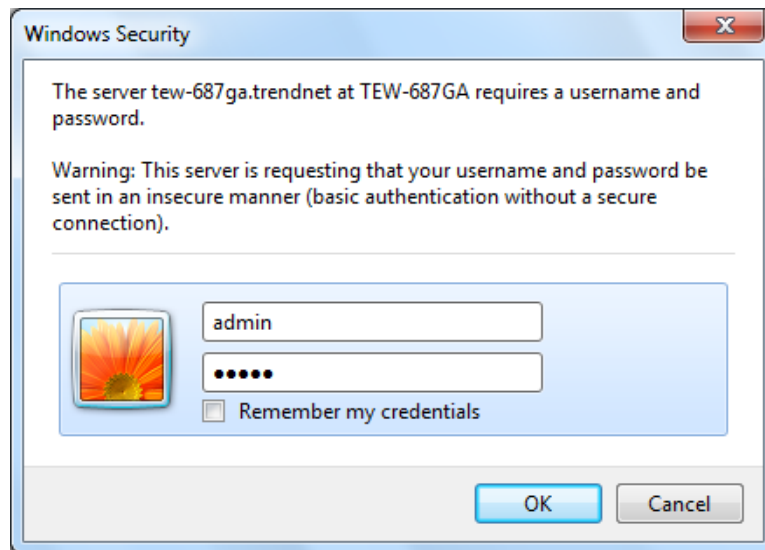 Windows Security
The server tew-687ga.trendnet at TEW-687GA requires a username and
password.
Warning: This server is requesting that your username and password be
sent in an insecure manner (basic authentication without a secure
connection).
admin
●●●●●
Remember my credentials
OK
Cancel